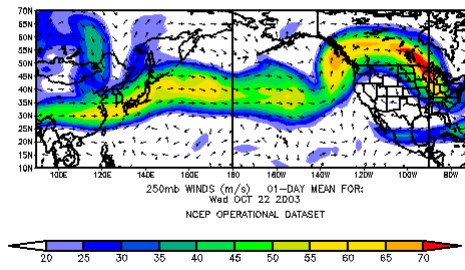 70N
65N
60N
55N
50N
45N
40N
35N
30N
25N
20N
15N
10N
100E 120E 140E 160E 180 160W 140W 120W 100W 80W
250mb WINDS (m/s) 01-DAY MEAN FOR:
Wed OCT 22 2003
NCEP OPERATIONAL DATASET
20 25 30 35 40 45 50 55 60 65 70